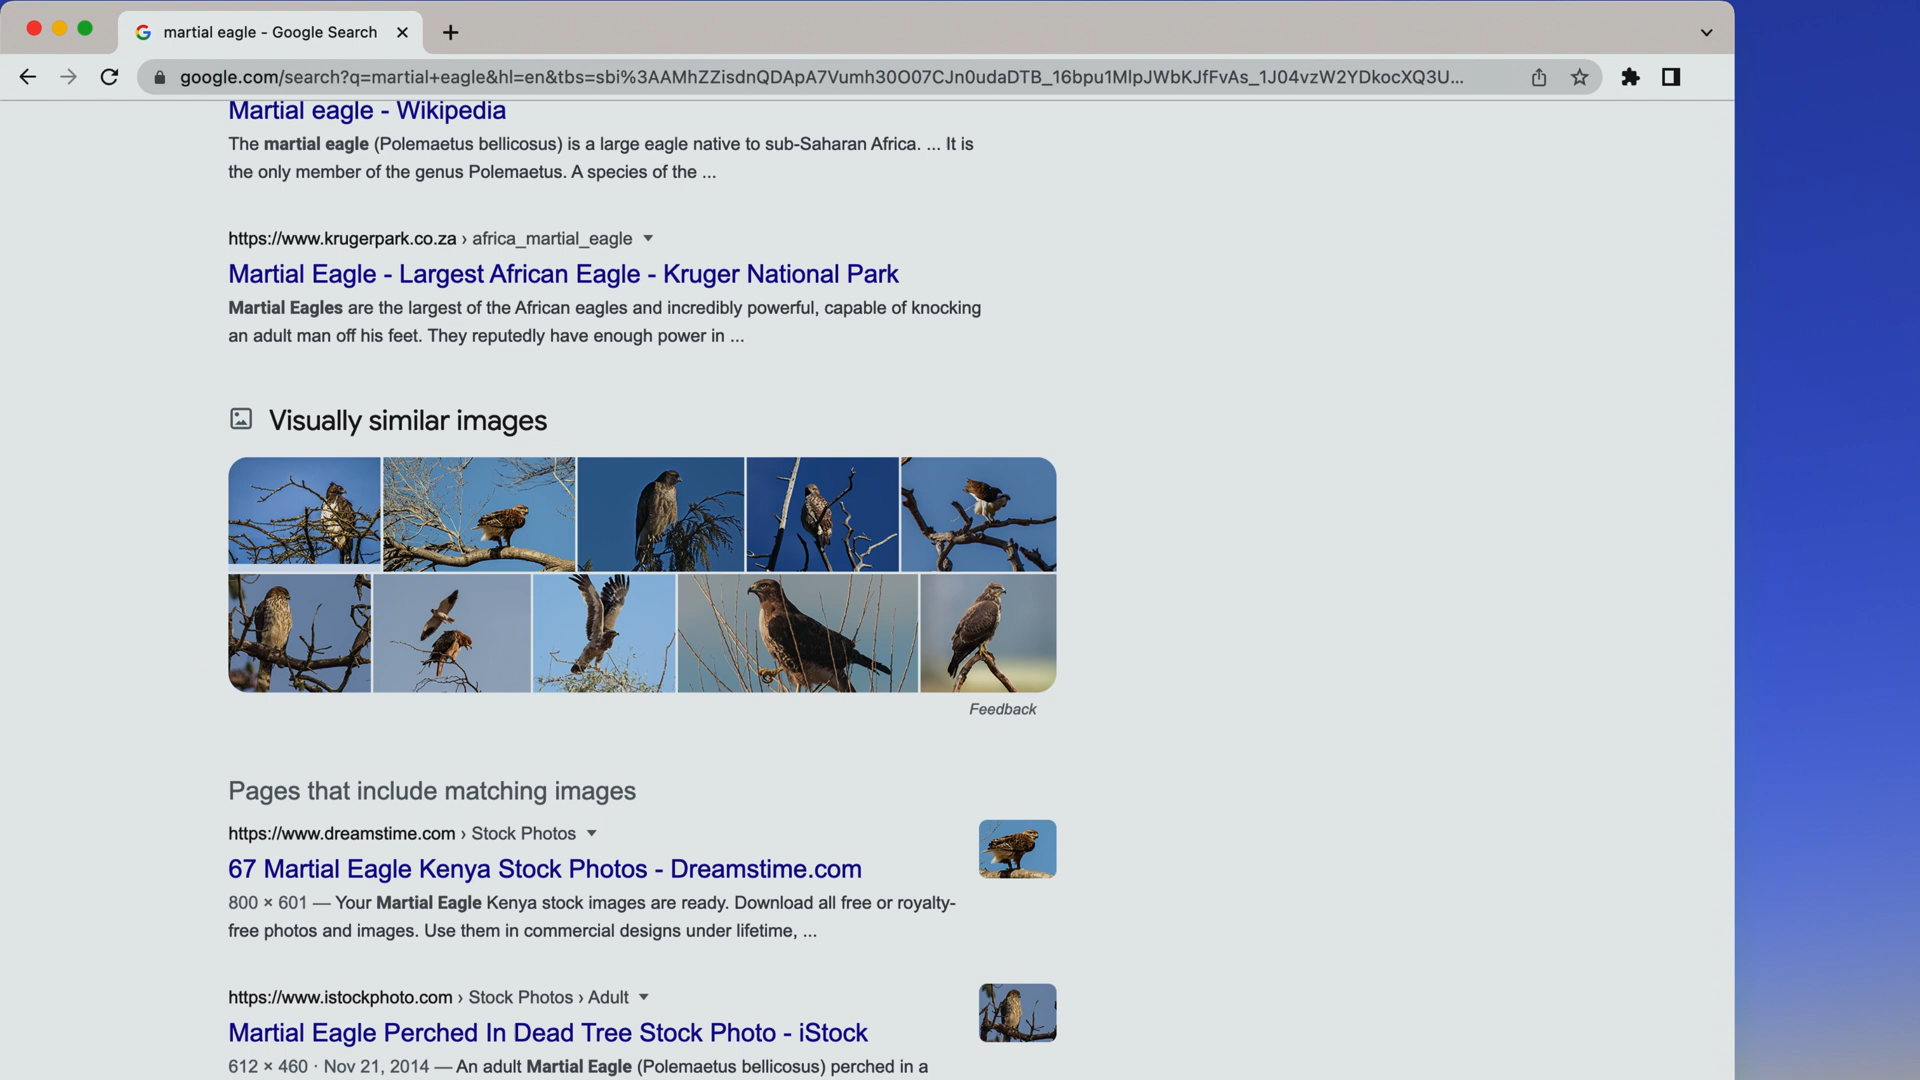 martial eagle - Google Search
google.com/search?q=martial+eagle&hl=en&tbs=sbi%3AAMhZZisdnQDApA7Vumh30O07CJn0udaDTB_16bpu1MlpJWbKJfFvAs_1J04vzW2YDkocXQ3U...
Martial eagle - Wikipedia
The martial eagle (Polemaetus bellicosus) is a large eagle native to sub-Saharan Africa. ... It is
the only member of the genus Polemaetus. A species of the ...
https://www.krugerpark.co.za › africa_martial_eagle
Martial Eagle - Largest African Eagle - Kruger National Park
Martial Eagles are the largest of the African eagles and incredibly powerful, capable of knocking
an adult man off his feet. They reputedly have enough power in ...
Visually similar images
Feedback
Pages that include matching images
https://www.dreamstime.com › Stock Photos
67 Martial Eagle Kenya Stock Photos - Dreamstime.com
800 × 601 — Your Martial Eagle Kenya stock images are ready. Download all free or royalty-
free photos and images. Use them in commercial designs under lifetime, ...
https://www.istockphoto.com › Stock Photos › Adult
Martial Eagle Perched In Dead Tree Stock Photo - iStock
612 × 460 · Nov 21, 2014 — An adult Martial Eagle (Polemaetus bellicosus) perched in a